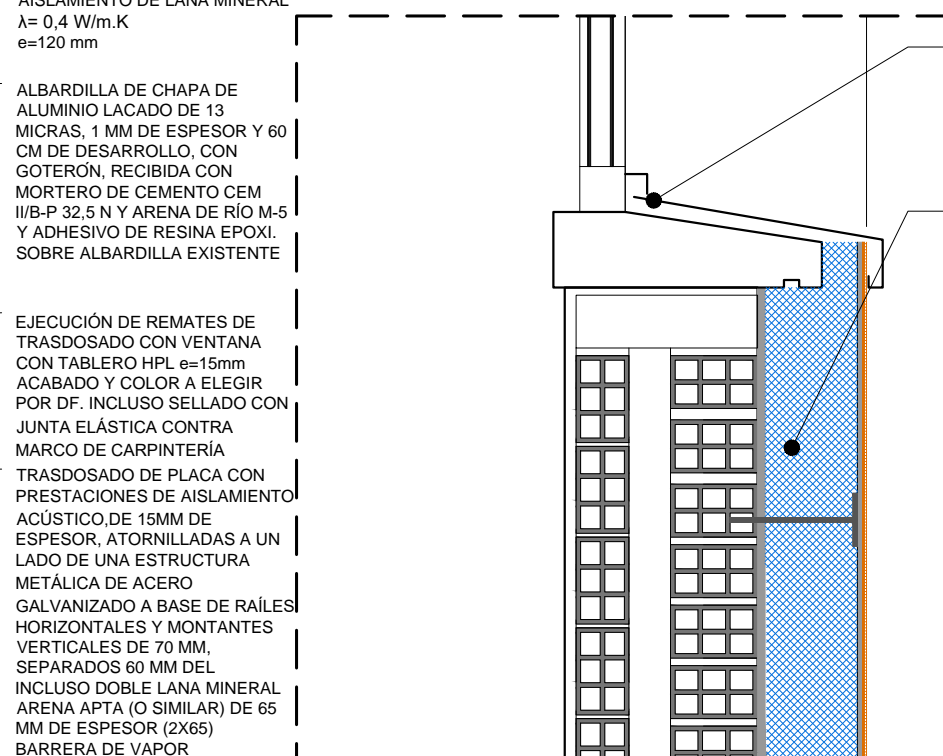 AISLAMIENTO DE LANA MINERAL
λ= 0,4 W/m.K
e=120 mm
ALBARDILLA DE CHAPA DE
ALUMINIO LACADO DE 13
MICRAS, 1 MM DE ESPESOR Y 60
CM DE DESARROLLO, CON
GOTERÓN, RECIBIDA CON
MORTERO DE CEMENTO CEM
II/B-P 32,5 N Y ARENA DE RÍO M-5
Y ADHESIVO DE RESINA EPOXI.
SOBRE ALBARDILLA EXISTENTE
EJECUCIÓN DE REMATES DE
TRASDOSADO CON VENTANA
CON TABLERO HPL e=15mm
ACABADO Y COLOR A ELEGIR
POR DF. INCLUSO SELLADO CON
JUNTA ELÁSTICA CONTRA
MARCO DE CARPINTERÍA
TRASDOSADO DE PLACA CON
PRESTACIONES DE AISLAMIENTO
ACÚSTICO,DE 15MM DE
ESPESOR, ATORNILLADAS A UN
LADO DE UNA ESTRUCTURA
METÁLICA DE ACERO
GALVANIZADO A BASE DE RAÍLES
HORIZONTALES Y MONTANTES
VERTICALES DE 70 MM,
SEPARADOS 60 MM DEL
INCLUSO DOBLE LANA MINERAL
ARENA APTA (O SIMILAR) DE 65
MM DE ESPESOR (2X65)
BARRERA DE VAPOR